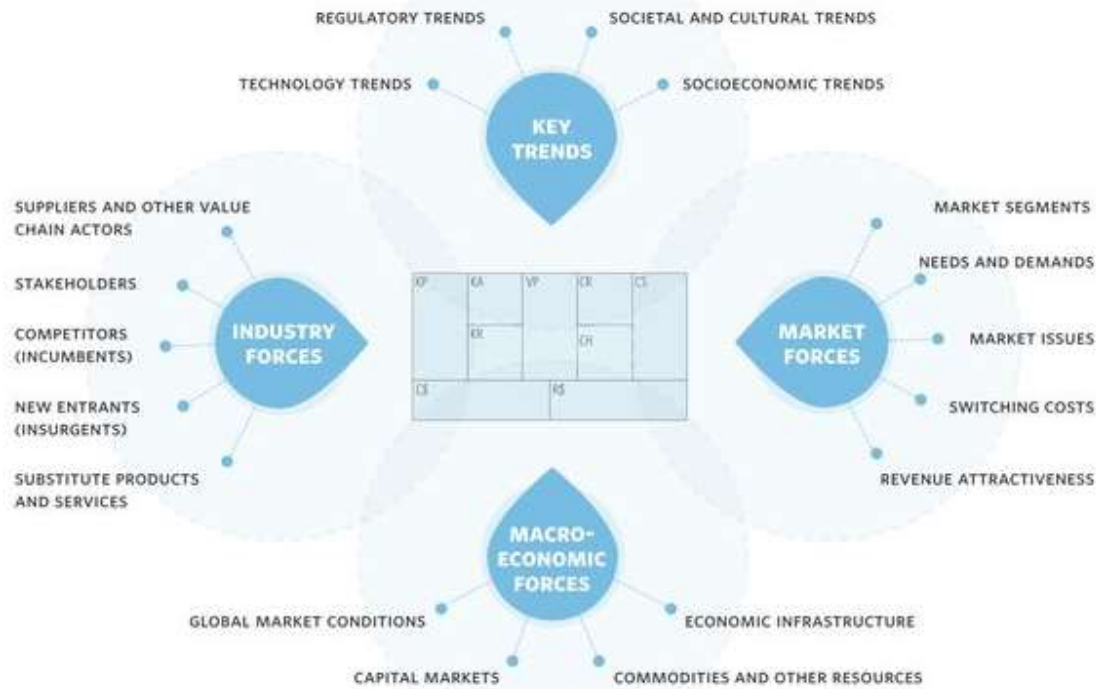 REGULATORY TRENDS
SOCIETAL AND CULTURAL TRENDS
TECHNOLOGY TRENDS
SOCIOECONOMIC TRENDS
KEY
TRENDS
SUPPLIERS AND OTHER VALUE
CHAIN ACTORS
STAKEHOLDERS
COMPETITORS
(INCUMBENTS)
NEW ENTRANTS
(INSURGENTS)
SUBSTITUTE PRODUCTS
AND SERVICES
INDUSTRY
FORCES
KP
KA
VP
CR
CS
KR
CH
C$
R$
MARKET
FORCES
MARKET SEGMENTS
NEEDS AND DEMANDS
MARKET ISSUES
SWITCHING COSTS
REVENUE ATTRACTIVENESS
MACRO-
ECONOMIC
FORCES
GLOBAL MARKET CONDITIONS
ECONOMIC INFRASTRUCTURE
CAPITAL MARKETS
COMMODITIES AND OTHER RESOURCES